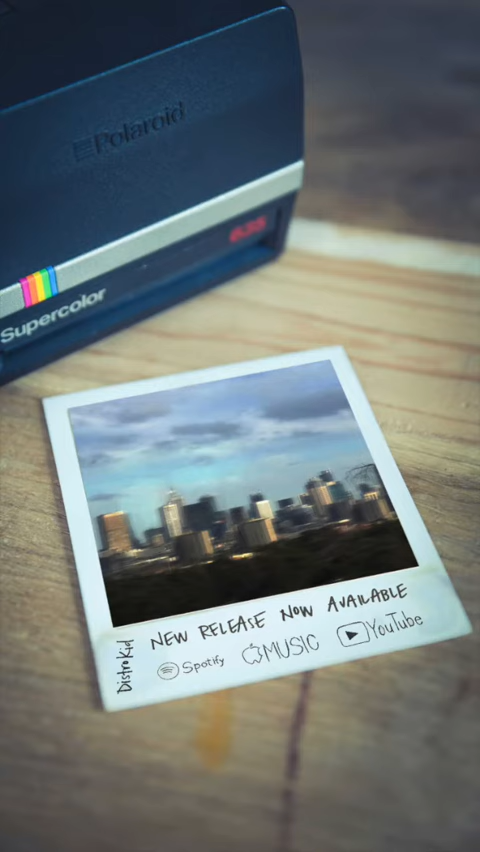 Polaroid
635
Supercolor
NEW RELEASE NOW AVAILABLE
Spotify MUSIC YouTube
DistroKid